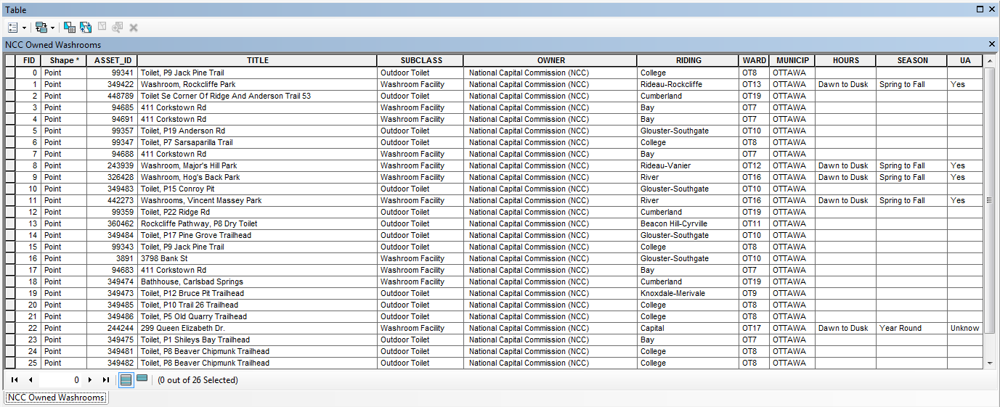 Table
NCC Owned Washrooms
FID Shape * ASSET_ID TITLE SUBCLASS OWNER RIDING WARD MUNICIP HOURS SEASON UA
0 Point 99341 Toilet, P9 Jack Pine Trail Outdoor Toilet National Capital Commission (NCC) College OT8 OTTAWA
1 Point 349422 Washroom, Rockcliffe Park Washroom Facility National Capital Commission (NCC) Rideau-Rockcliffe OT13 OTTAWA Dawn to Dusk Spring to Fall Yes
2 Point 448789 Toilet Se Corner Of Ridge And Anderson Trail 53 Outdoor Toilet National Capital Commission (NCC) Cumberland OT19 OTTAWA
3 Point 94685 411 Corkstown Rd Washroom Facility National Capital Commission (NCC) Bay OT7 OTTAWA
4 Point 94691 411 Corkstown Rd Washroom Facility National Capital Commission (NCC) Bay OT7 OTTAWA
5 Point 99357 Toilet, P19 Anderson Rd Outdoor Toilet National Capital Commission (NCC) Glouster-Southgate OT10 OTTAWA
6 Point 99347 Toilet, P7 Sarsaparilla Trail Outdoor Toilet National Capital Commission (NCC) College OT8 OTTAWA
7 Point 94688 411 Corkstown Rd Washroom Facility National Capital Commission (NCC) Bay OT7 OTTAWA
8 Point 243939 Washroom, Major's Hill Park Washroom Facility National Capital Commission (NCC) Rideau-Vanier OT12 OTTAWA Dawn to Dusk Spring to Fall Yes
9 Point 326428 Washroom, Hog's Back Park Washroom Facility National Capital Commission (NCC) River OT16 OTTAWA Dawn to Dusk Spring to Fall Yes
10 Point 349483 Toilet, P15 Conroy Pit Outdoor Toilet National Capital Commission (NCC) Glouster-Southgate OT10 OTTAWA
11 Point 442273 Washrooms, Vincent Massey Park Washroom Facility National Capital Commission (NCC) River OT16 OTTAWA Dawn to Dusk Spring to Fall Yes
12 Point 99359 Toilet, P22 Ridge Rd Outdoor Toilet National Capital Commission (NCC) Cumberland OT19 OTTAWA
13 Point 360462 Rockcliffe Pathway, P8 Dry Toilet Outdoor Toilet National Capital Commission (NCC) Beacon Hill-Cyrville OT11 OTTAWA
14 Point 349484 Toilet, P17 Pine Grove Trailhead Outdoor Toilet National Capital Commission (NCC) Glouster-Southgate OT10 OTTAWA
15 Point 99343 Toilet, P9 Jack Pine Trail Outdoor Toilet National Capital Commission (NCC) College OT8 OTTAWA
16 Point 3891 3798 Bank St Washroom Facility National Capital Commission (NCC) Glouster-Southgate OT10 OTTAWA
17 Point 94683 411 Corkstown Rd Washroom Facility National Capital Commission (NCC) Bay OT7 OTTAWA
18 Point 349474 Bathhouse, Carlsbad Springs Washroom Facility National Capital Commission (NCC) Cumberland OT19 OTTAWA
19 Point 349473 Toilet, P12 Bruce Pit Trailhead Outdoor Toilet National Capital Commission (NCC) Knoxdale-Merivale OT9 OTTAWA
20 Point 349485 Toilet, P10 Trail 26 Trailhead Outdoor Toilet National Capital Commission (NCC) College OT8 OTTAWA
21 Point 349486 Toilet, P5 Old Quarry Trailhead Outdoor Toilet National Capital Commission (NCC) College OT8 OTTAWA
22 Point 244244 299 Queen Elizabeth Dr. Washroom Facility National Capital Commission (NCC) Capital OT17 OTTAWA Dawn to Dusk Year Round Unknow
23 Point 349475 Toilet, P1 Shileys Bay Trailhead Outdoor Toilet National Capital Commission (NCC) Bay OT7 OTTAWA
24 Point 349481 Toilet, P8 Beaver Chipmunk Trailhead Outdoor Toilet National Capital Commission (NCC) College OT8 OTTAWA
25 Point 349482 Toilet, P8 Beaver Chipmunk Trailhead Outdoor Toilet National Capital Commission (NCC) College OT8 OTTAWA
0 (0 out of 26 Selected)
NCC Owned Washrooms